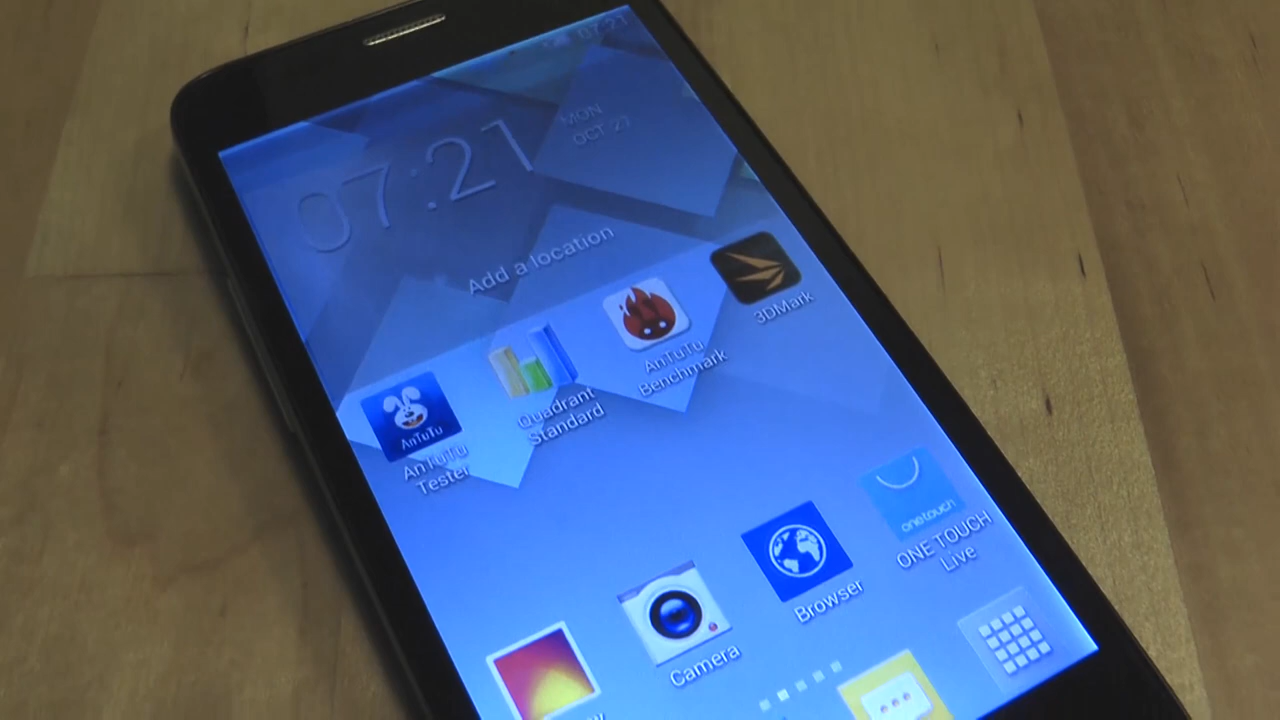 07:21
07:21
MON
OCT 27
Add a location
3DMark
AnTuTu
Benchmark
Quadrant
Standard
AnTuTu
AnTuTu
Tester
onetouch
ONE TOUCH
Live
Browser
Camera